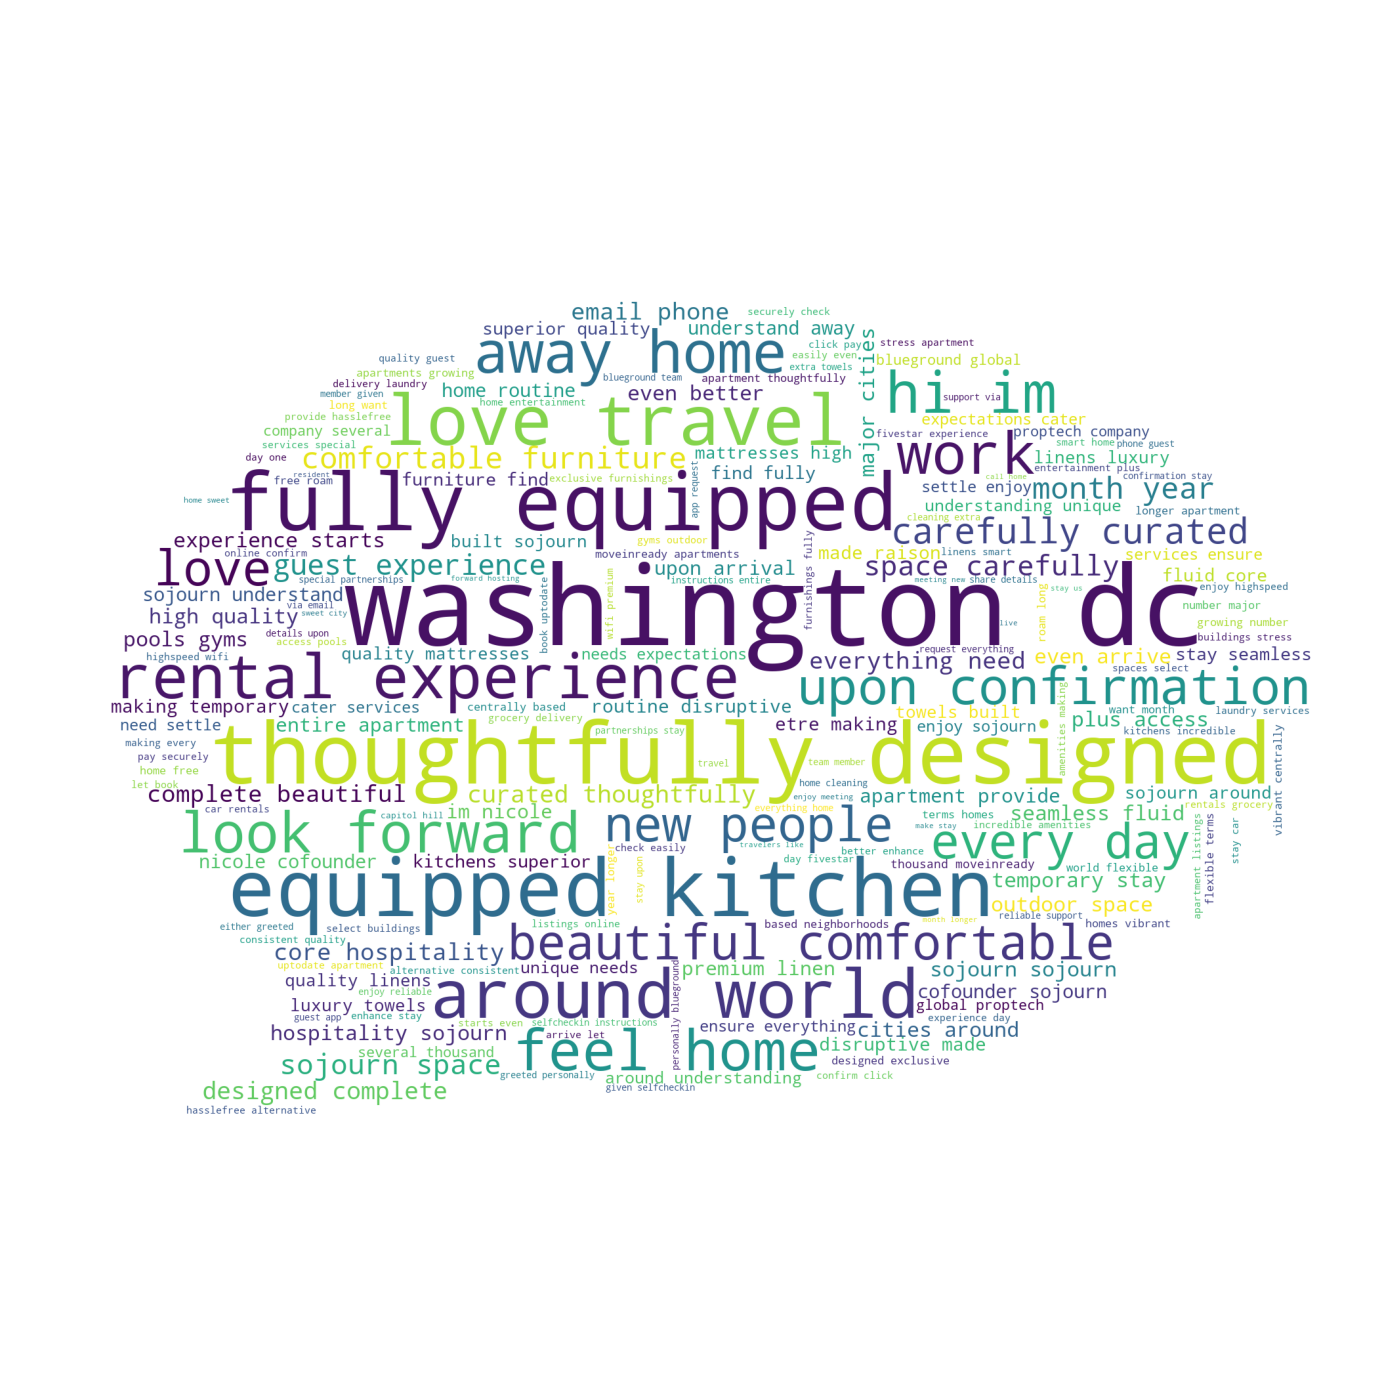 email phone
securely check
superior quality
understand away
away home
click pay
major cities
stress apartment
quality guest
easily even
blueground global
apartments growing
extra towels
hi im
delivery laundry
blueground team
apartment thoughtfully
member given
home routine
even better
support via
long want
home entertainment
love travel
provide hasslefree
expectations cater
company several
work
fivestar experience
proptech company
services special
mattresses high
smart home
phone guest
day one
comfortable furniture
linens luxury
find fully
entertainment plus
resident
free roam
furniture find
exclusive furnishings
app request
call home
confirmation stay
fully equipped
settle enjoy
month year
home sweet
understanding unique
longer apartment
cleaning extra
carefully curated
experience starts
built sojourn
gyms outdoor
furnishings fully
online confirm
moveinready apartments
made raison
linens smart
services ensure
love
guest experience
upon arrival
space carefully
special partnerships
forward hosting
instructions entire
meeting new
share details
fluid core
enjoy highspeed
sojourn understand
book uptodate
wifi premium
stay us
roam long
via email
sweet city
washington dc
number major
high quality
live
growing number
pools gyms
details upon
buildings stress
access pools
request everything
highspeed wifi
quality mattresses
needs expectations
everything need
even arrive
stay seamless
rental experience
spaces select
upon confirmation
making temporary
cater services
centrally based
routine disruptive
towels built
want month
laundry services
need settle
entire apartment
grocery delivery
etre making
enjoy sojourn
amenities making
plus access
partnerships stay
kitchens incredible
making every
vibrant centrally
pay securely
thoughtfully designed
travel
team member
home free
let book
home cleaning
complete beautiful
curated thoughtfully
enjoy meeting
apartment provide
sojourn around
car rentals
capitol hill
im nicole
everything home
rentals grocery
look forward
new people
terms homes
seamless fluid
apartment listings
flexible terms
stay car
make stay
incredible amenities
check easily
travelers like
every day
nicole cofounder
kitchens superior
year longer
stay upon
day fivestar
better enhance
thousand moveinready
world flexible
equipped kitchen
temporary stay
outdoor space
either greeted
select buildings
listings online
based neighborhoods
month longer
reliable support
homes vibrant
consistent quality
beautiful comfortable
core hospitality
uptodate apartment
alternative consistent
unique needs
personally blueground
premium linen
sojourn sojourn
quality linens
enjoy reliable
around world
cofounder sojourn
luxury towels
global proptech
guest app
enhance stay
starts even
selfcheckin instructions
experience day
hospitality sojourn
arrive let
ensure everything
cities around
several thousand
feel home
disruptive made
sojourn space
designed exclusive
greeted personally
around understanding
confirm click
designed complete
given selfcheckin
hasslefree alternative